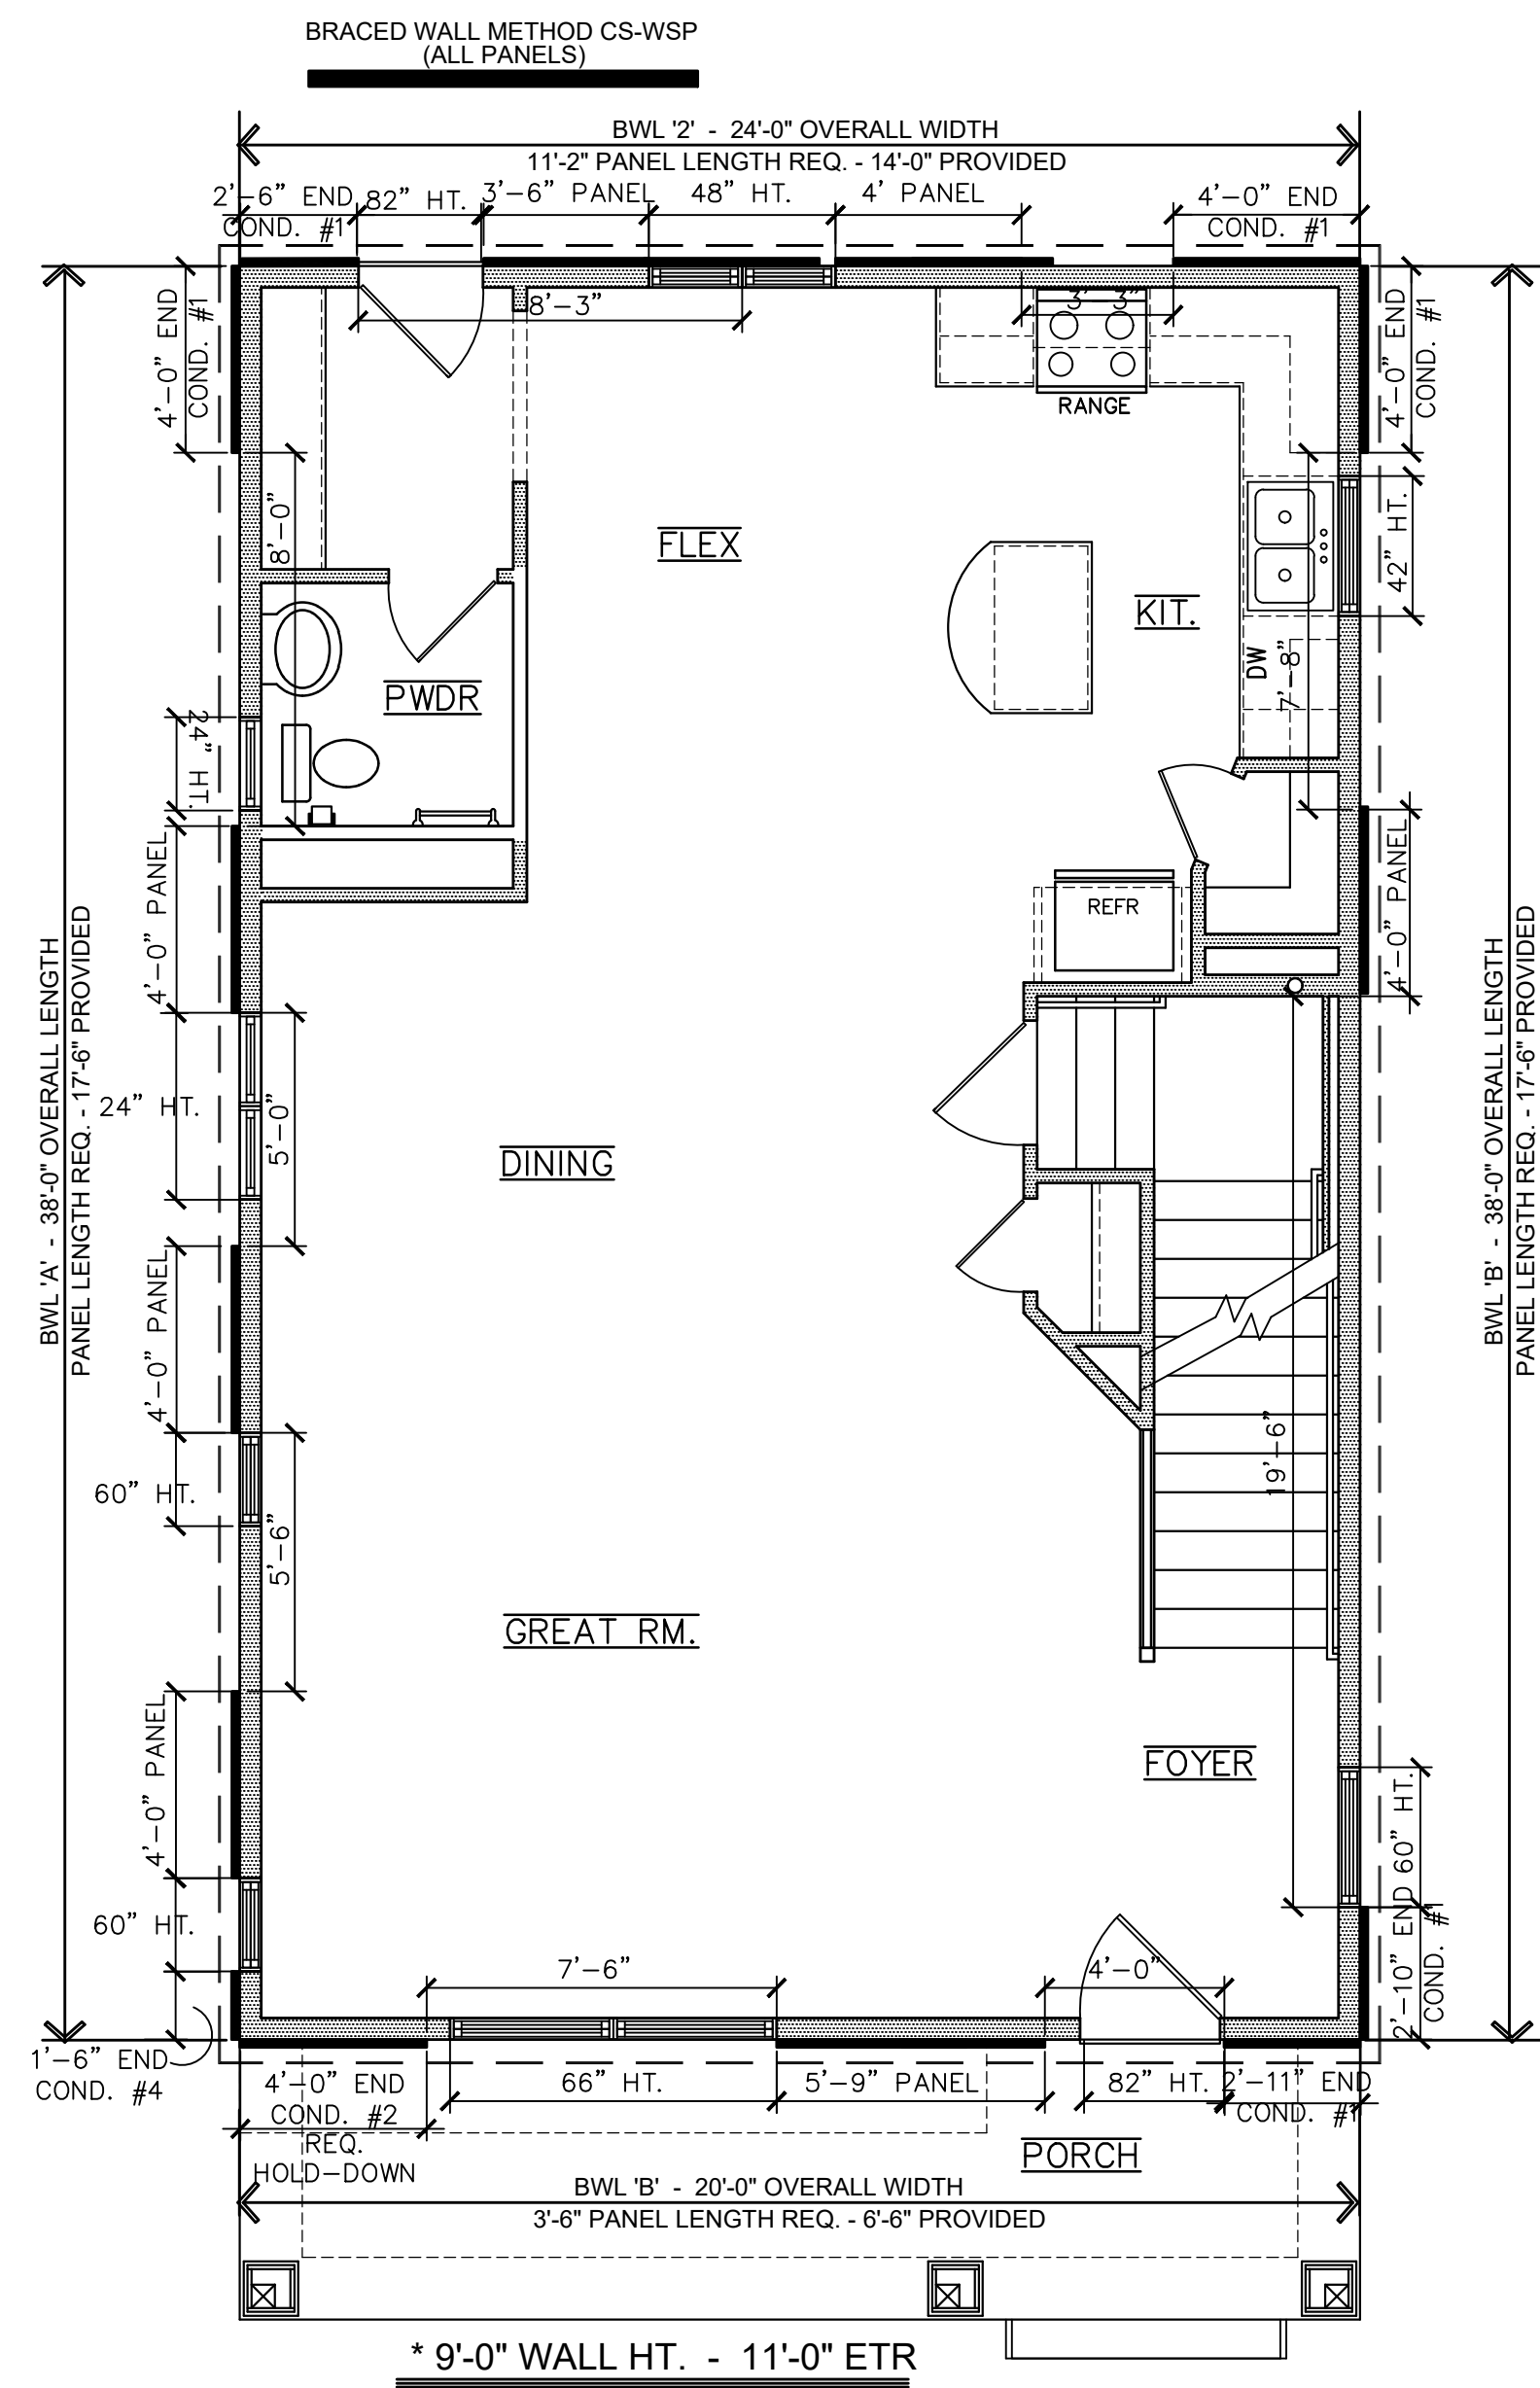 BRACED WALL METHOD CS-WSP
(ALL PANELS)
BWL '2' - 24'-0" OVERALL WIDTH
11'-2" PANEL LENGTH REQ. - 14'-0" PROVIDED
2'-6" END
COND. #1
82" HT.
3'-6" PANEL
48" HT.
4' PANEL
4'-0" END
COND. #1
4'-0" END
COND. #1
8'-3"
3'-3"
RANGE
4'-0" END
COND. #1
8'-0"
FLEX
KIT.
42" HT.
DW
7'-8"
PWDR
24" HT.
4'-0" PANEL
REFR
4'-0" PANEL
BWL 'A' - 38'-0" OVERALL LENGTH
PANEL LENGTH REQ. - 17'-6" PROVIDED
BWL 'B' - 38'-0" OVERALL LENGTH
PANEL LENGTH REQ. - 17'-6" PROVIDED
24" HT.
5'-0"
DINING
4'-0" PANEL
60" HT.
5'-6"
19'-6"
GREAT RM.
4'-0" PANEL
FOYER
60" HT.
60" HT.
2'-10" END
COND. #1
7'-6"
4'-0"
1'-6" END
COND. #4
4'-0" END
COND. #2
REQ.
HOLD-DOWN
66" HT.
5'-9" PANEL
82" HT.
2'-11" END
COND. #1
PORCH
BWL 'B' - 20'-0" OVERALL WIDTH
3'-6" PANEL LENGTH REQ. - 6'-6" PROVIDED
* 9'-0" WALL HT. - 11'-0" ETR